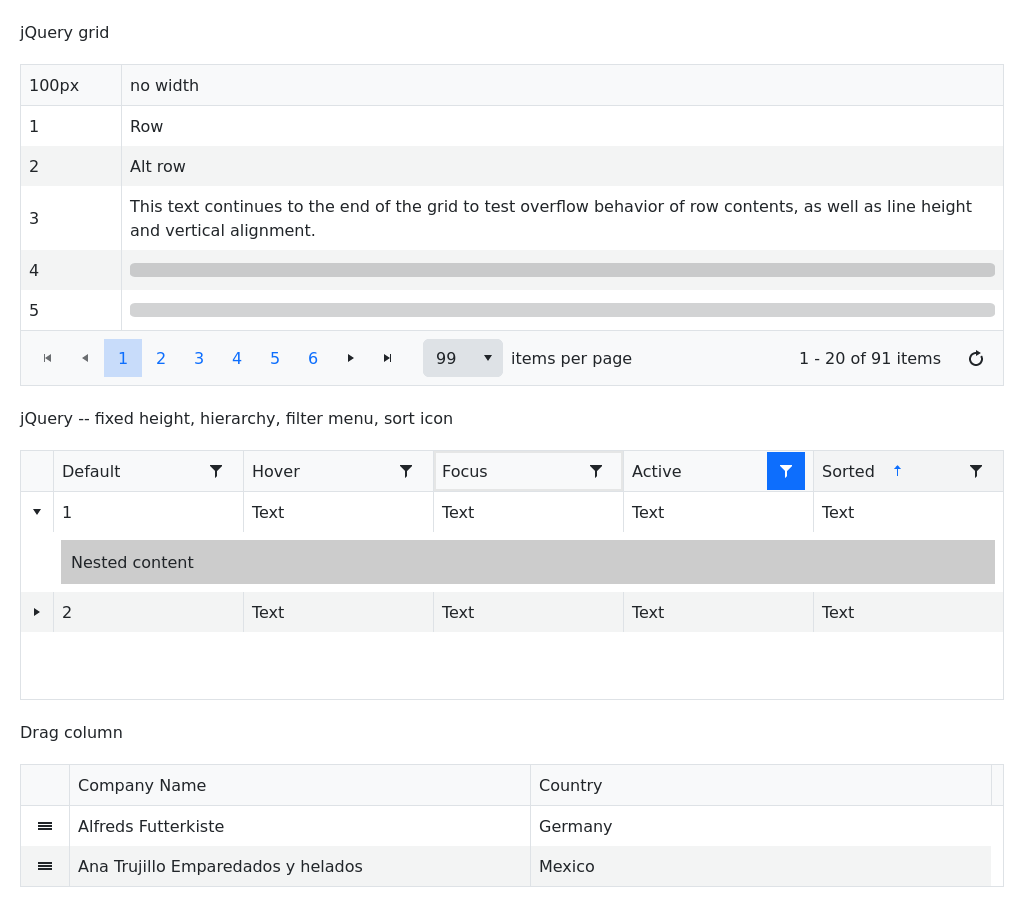 jQuery grid
100px no width
1 Row
2 Alt row
3 This text continues to the end of the grid to test overflow behavior of row contents, as well as line height
and vertical alignment.
4
5
1 2 3 4 5 6 99 items per page 1 - 20 of 91 items
jQuery -- fixed height, hierarchy, filter menu, sort icon
Default Hover Focus Active Sorted
1 Text Text Text Text
Nested content
2 Text Text Text Text
Drag column
Company Name Country
Alfreds Futterkiste Germany
Ana Trujillo Emparedados y helados Mexico